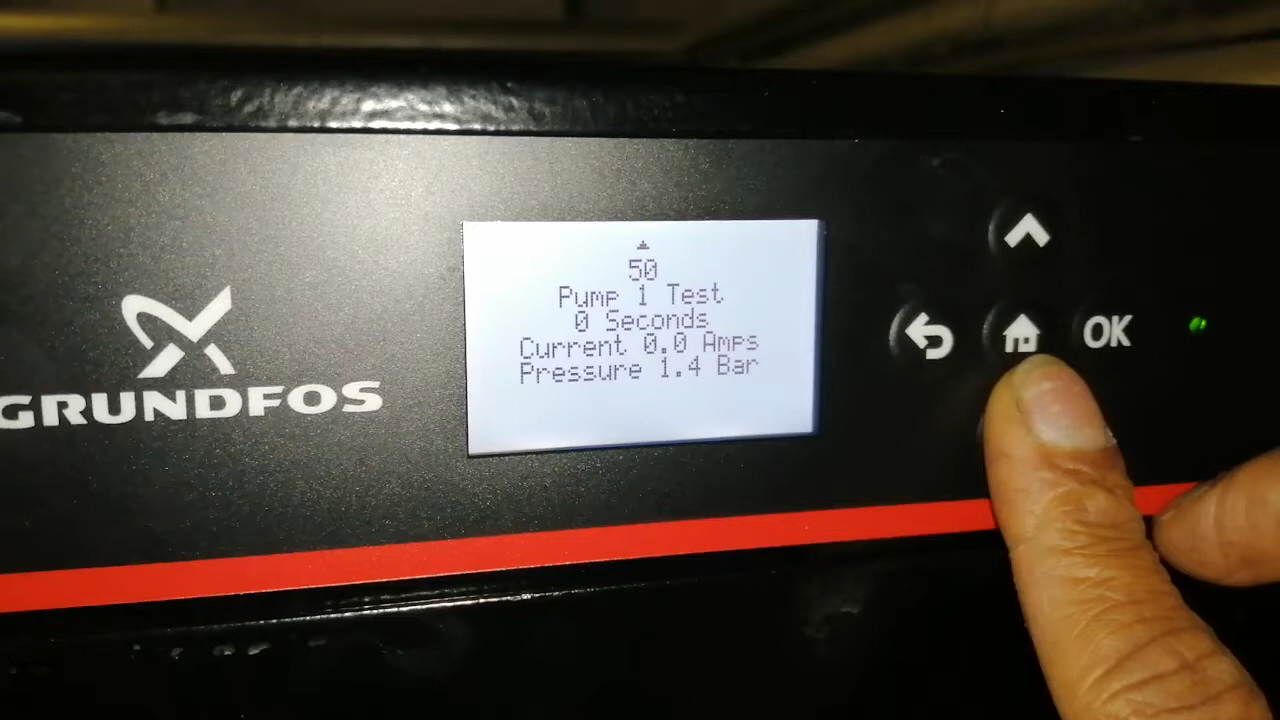 GRUNDFOS
50
Pump 1 Test
0 Seconds
Current 0.0 Amps
Pressure 1.4 Bar
OK